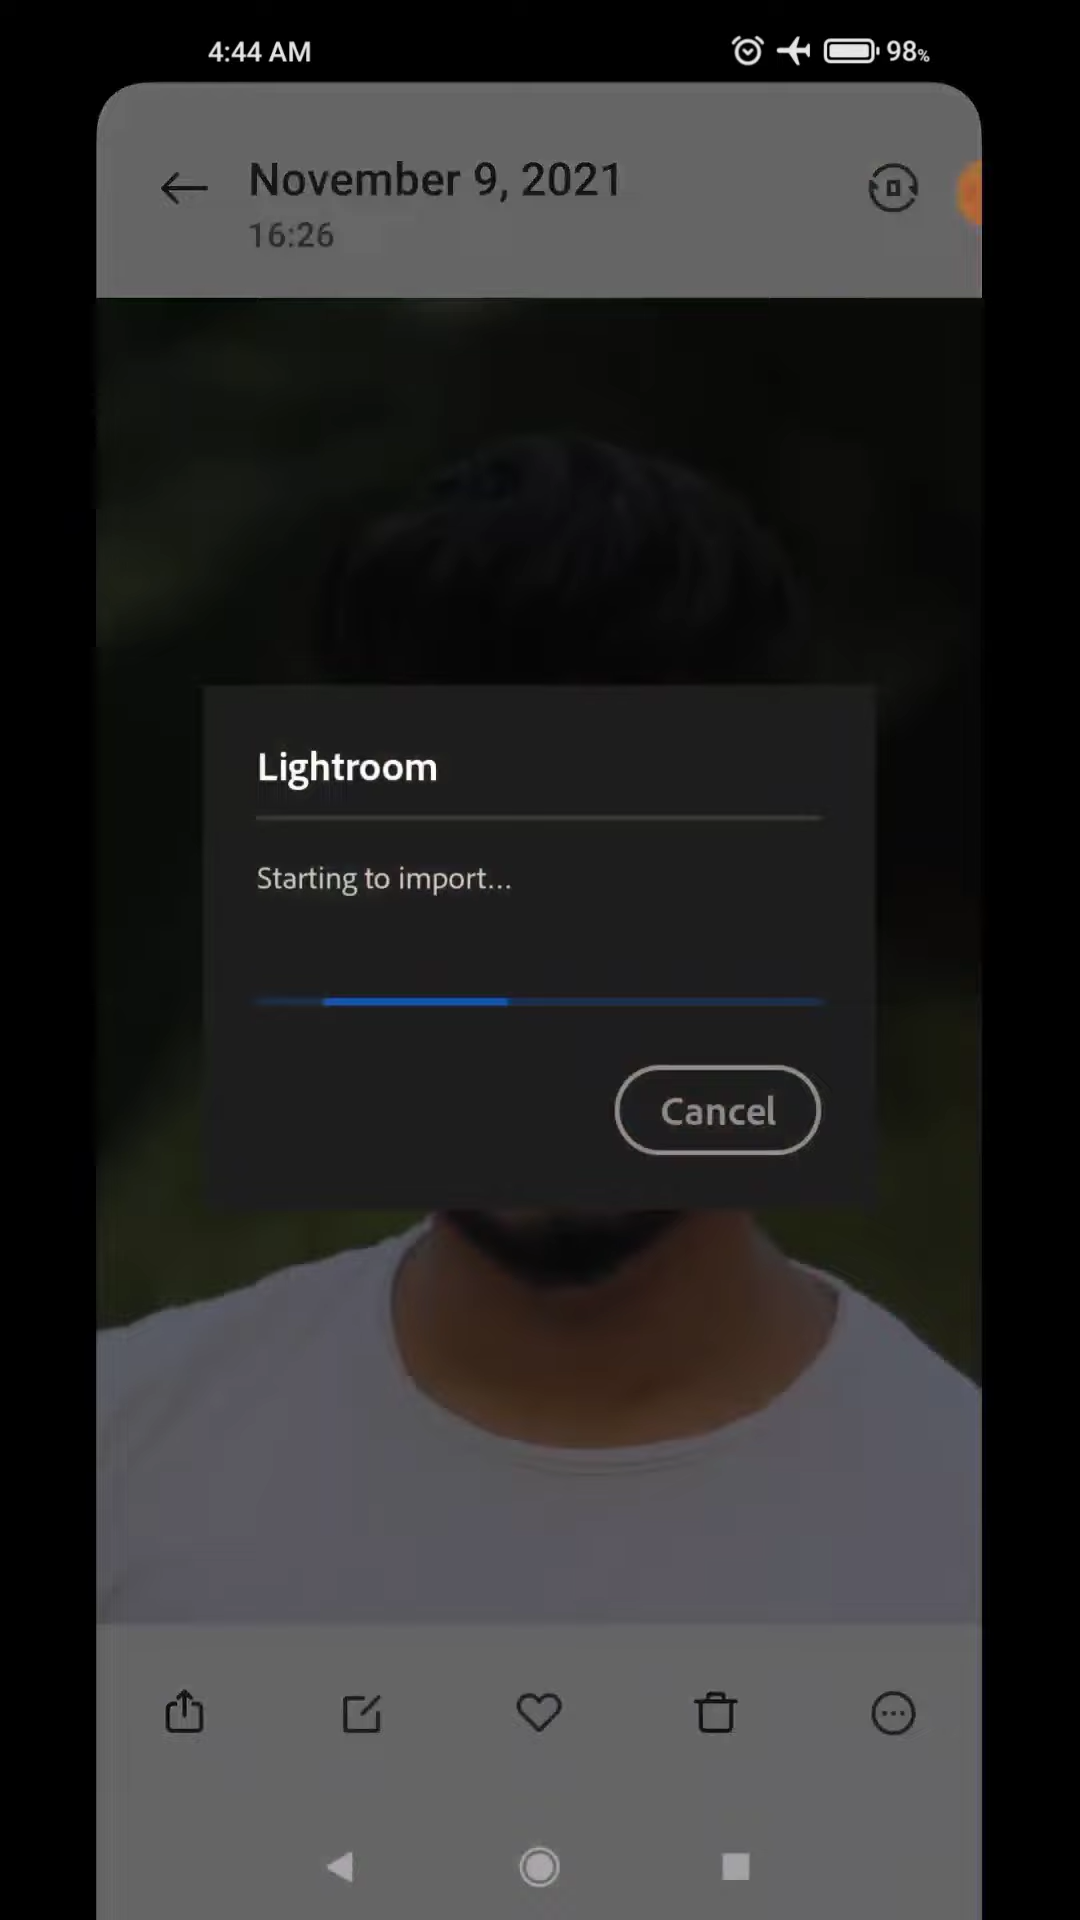 4:44 AM 98%
November 9, 2021
16:26
Lightroom
Starting to import...
Cancel